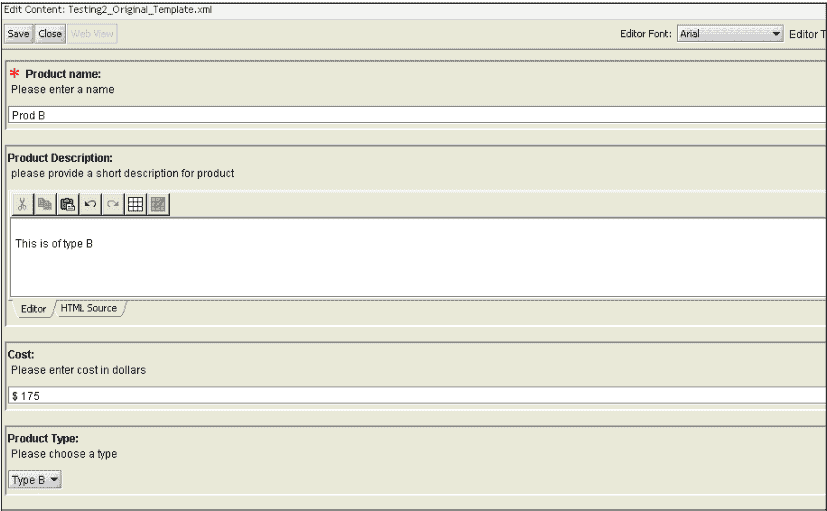 Edit Content: Testing2_Original_Template.xml
Save Close Web View Editor Font: Arial Editor T
* Product name:
Please enter a name
Prod B
Product Description:
please provide a short description for product
This is of type B
Editor HTML Source
Cost:
Please enter cost in dollars
$ 175
Product Type:
Please choose a type
Type B